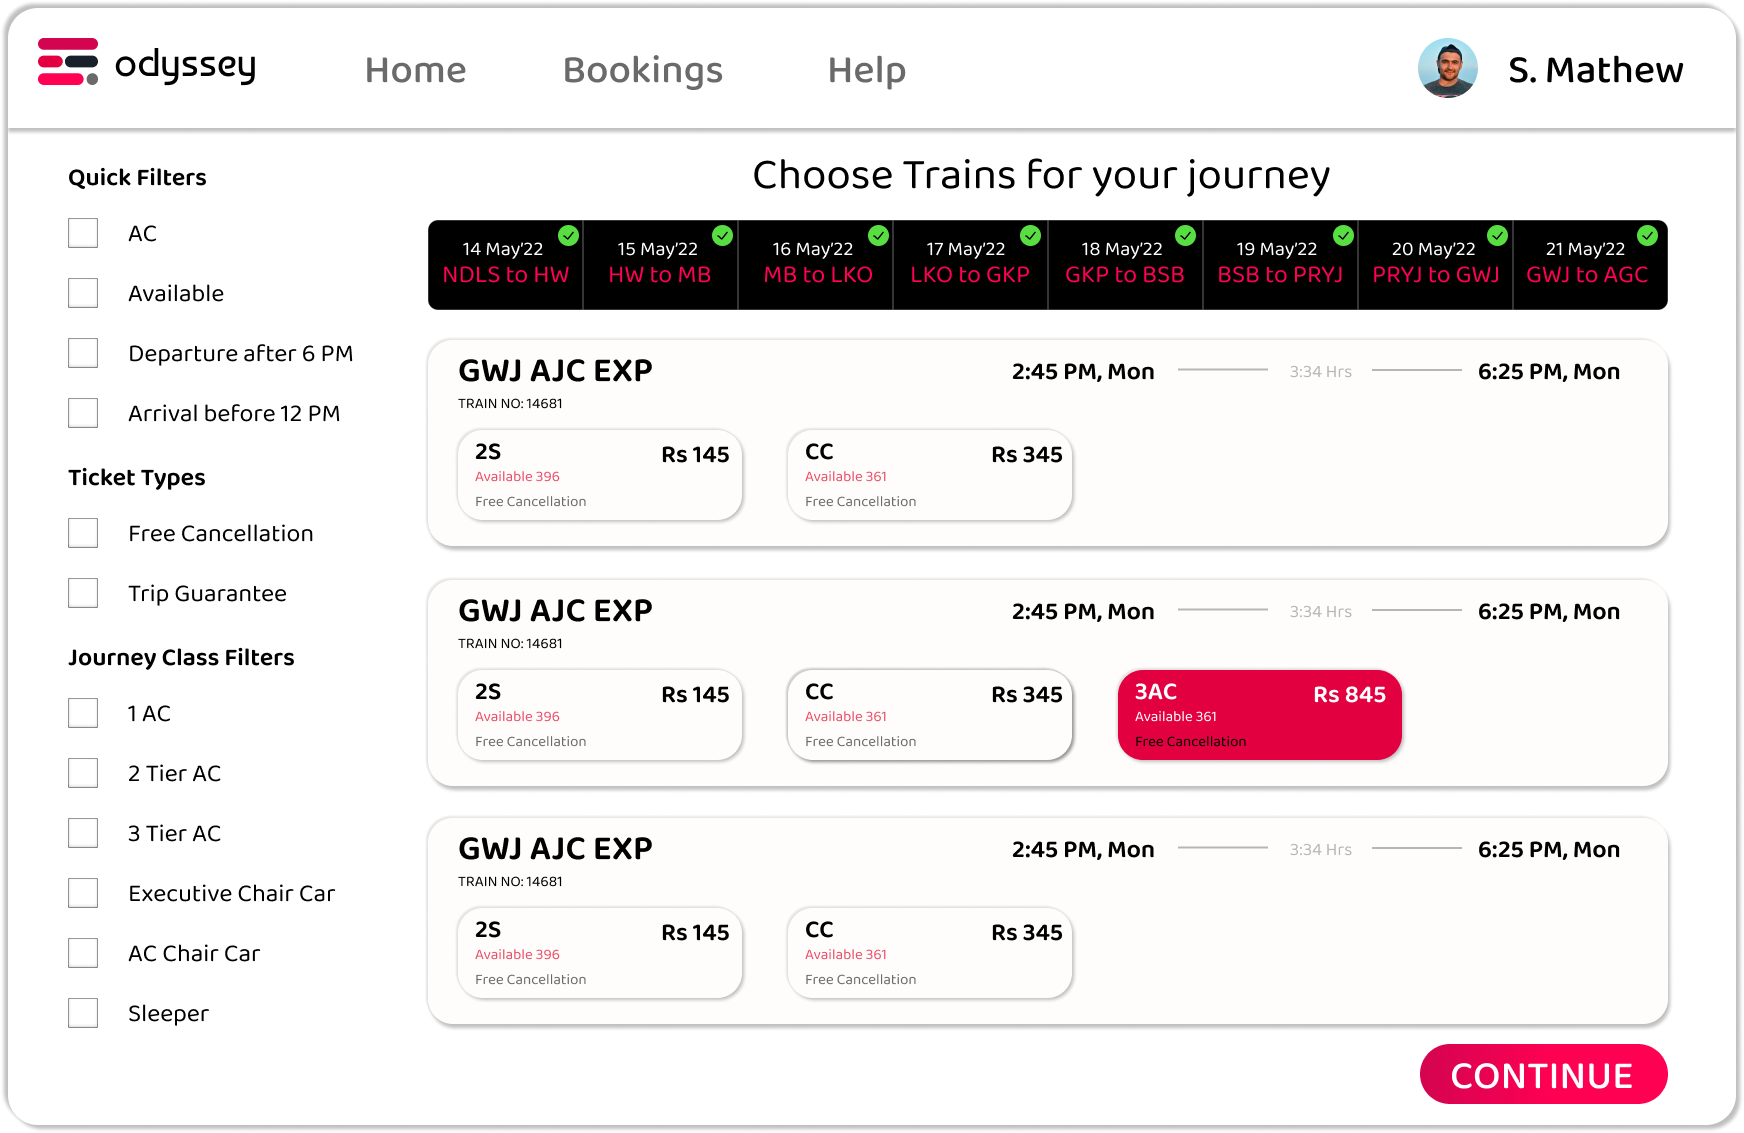 odyssey
Home
Bookings
Help
S. Mathew
Quick Filters
AC
Available
Departure after 6 PM
Arrival before 12 PM
Ticket Types
Free Cancellation
Trip Guarantee
Journey Class Filters
1 AC
2 Tier AC
3 Tier AC
Executive Chair Car
AC Chair Car
Sleeper
Choose Trains for your journey
14 May'22
NDLS to HW
15 May'22
HW to MB
16 May'22
MB to LKO
17 May'22
LKO to GKP
18 May'22
GKP to BSB
19 May'22
BSB to PRYJ
20 May'22
PRYJ to GWJ
21 May'22
GWJ to AGC
GWJ AJC EXP
2:45 PM, Mon
3:34 Hrs
6:25 PM, Mon
TRAIN NO: 14681
2S
Rs 145
Available 396
Free Cancellation
CC
Rs 345
Available 361
Free Cancellation
GWJ AJC EXP
2:45 PM, Mon
3:34 Hrs
6:25 PM, Mon
TRAIN NO: 14681
2S
Rs 145
Available 396
Free Cancellation
CC
Rs 345
Available 361
Free Cancellation
3AC
Rs 845
Available 361
Free Cancellation
GWJ AJC EXP
2:45 PM, Mon
3:34 Hrs
6:25 PM, Mon
TRAIN NO: 14681
2S
Rs 145
Available 396
Free Cancellation
CC
Rs 345
Available 361
Free Cancellation
CONTINUE